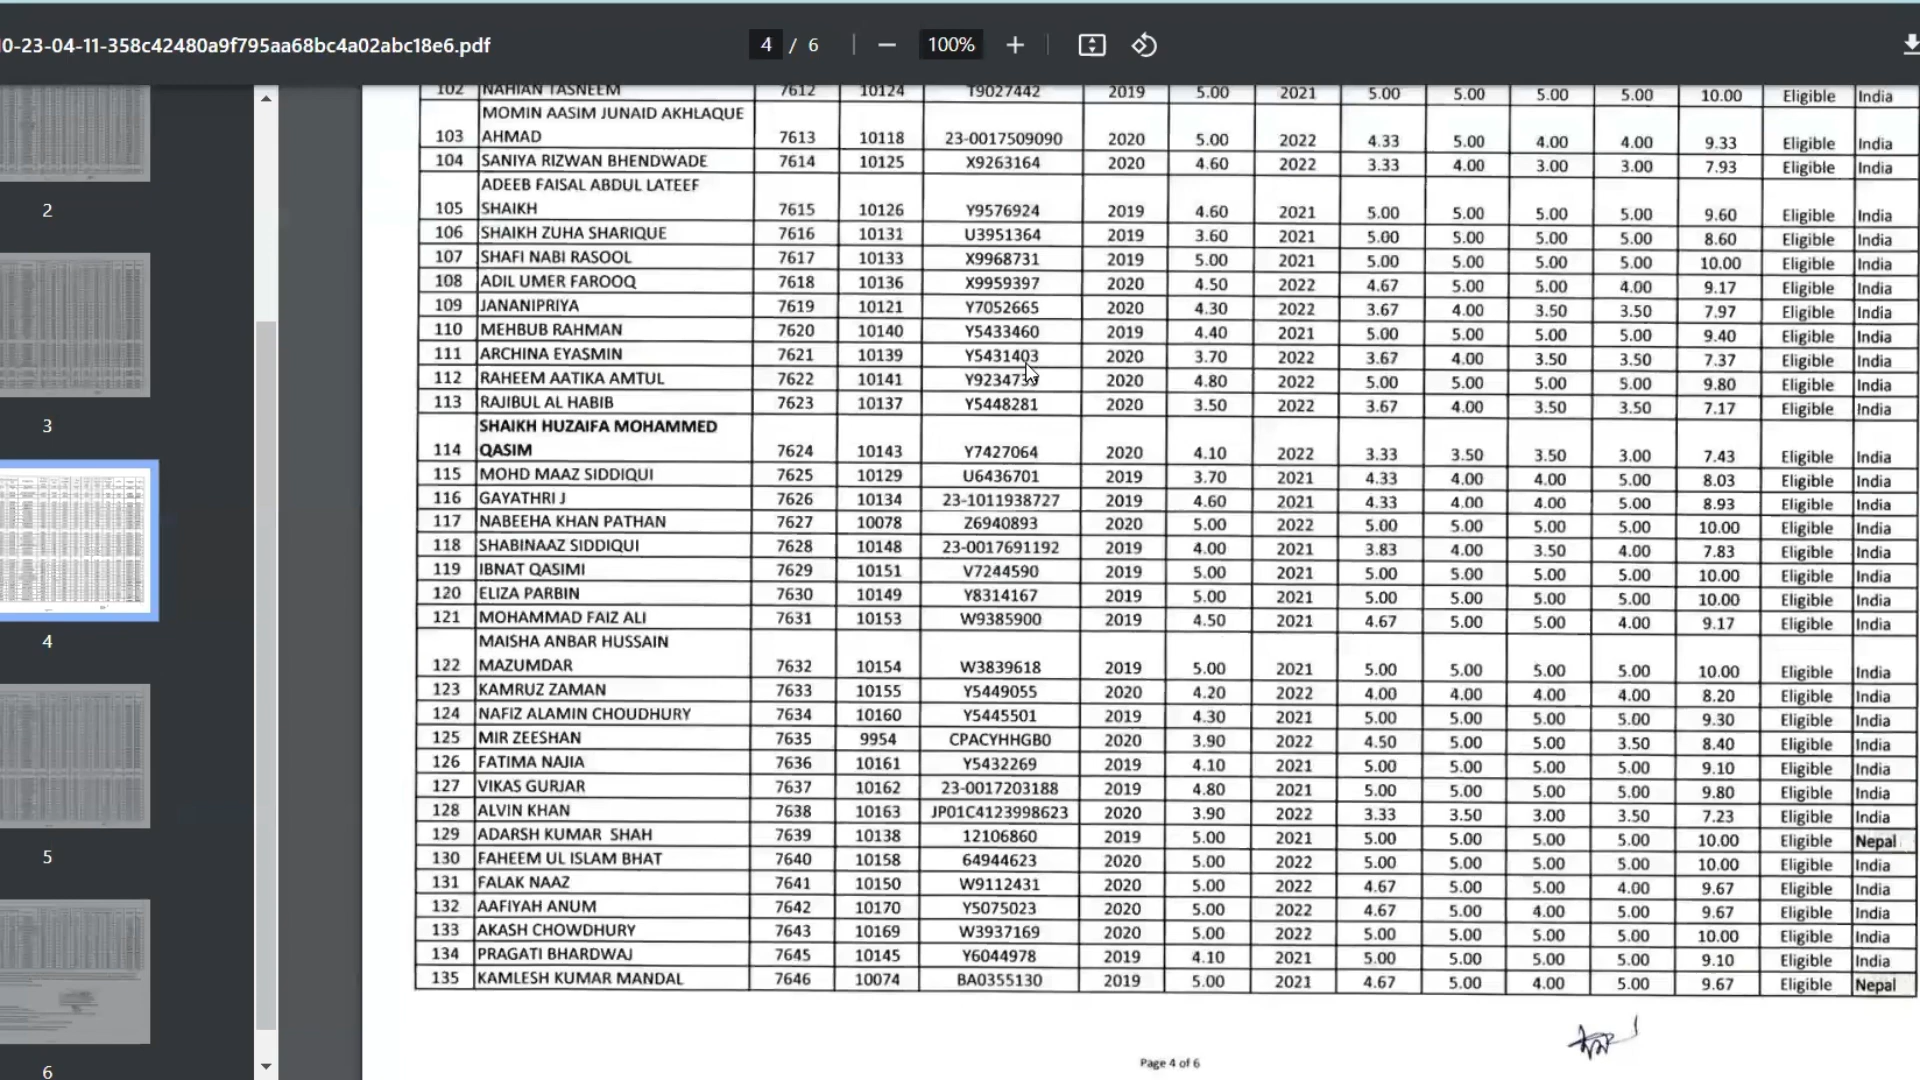 0-23-04-11-358c42480a9f795aa68bc4a02abc18e6.pdf 4 / 6 100%
102 NAHIAN TASNEEM 7612 10124 T9027442 2019 5.00 2021 5.00 5.00 5.00 5.00 10.00 Eligible India
MOMIN AASIM JUNAID AKHLAQUE
103 AHMAD 7613 10118 23-0017509090 2020 5.00 2022 4.33 5.00 4.00 4.00 9.33 Eligible India
104 SANIYA RIZWAN BHENDWADE 7614 10125 X9263164 2020 4.60 2022 3.33 4.00 3.00 3.00 7.93 Eligible India
ADEEB FAISAL ABDUL LATEEF
105 SHAIKH 7615 10126 Y9576924 2019 4.60 2021 5.00 5.00 5.00 5.00 9.60 Eligible India
106 SHAIKH ZUHA SHARIQUE 7616 10131 U3951364 2019 3.60 2021 5.00 5.00 5.00 5.00 8.60 Eligible India
107 SHAFI NABI RASOOL 7617 10133 X9968731 2019 5.00 2021 5.00 5.00 5.00 5.00 10.00 Eligible India
108 ADIL UMER FAROOQ 7618 10136 X9959397 2020 4.50 2022 4.67 5.00 5.00 4.00 9.17 Eligible India
109 JANANIPRIYA 7619 10121 Y7052665 2020 4.30 2022 3.67 4.00 3.50 3.50 7.97 Eligible India
110 MEHBUB RAHMAN 7620 10140 Y5433460 2019 4.40 2021 5.00 5.00 5.00 5.00 9.40 Eligible India
111 ARCHINA EYASMIN 7621 10139 Y5431403 2020 3.70 2022 3.67 4.00 3.50 3.50 7.37 Eligible India
112 RAHEEM AATIKA AMTUL 7622 10141 2020 4.80 2022 5.00 5.00 5.00 5.00 9.80 Eligible India
113 RAJIBUL AL HABIB 7623 10137 Y5448281 2020 3.50 2022 3.67 4.00 3.50 3.50 7.17 Eligible India
SHAIKH HUZAIFA MOHAMMED
114 QASIM 7624 10143 Y7427064 2020 4.10 2022 3.33 3.50 3.50 3.00 7.43 Eligible India
115 MOHD MAAZ SIDDIQUI 7625 10129 U6436701 2019 3.70 2021 4.33 4.00 4.00 5.00 8.03 Eligible India
116 GAYATHRI J 7626 10134 23-1011938727 2019 4.60 2021 4.33 4.00 4.00 5.00 8.93 Eligible India
117 NABEEHA KHAN PATHAN 7627 10078 Z6940893 2020 5.00 2022 5.00 5.00 5.00 5.00 10.00 Eligible India
118 SHABINAAZ SIDDIQUI 7628 10148 23-0017691192 2019 4.00 2021 3.83 4.00 3.50 4.00 7.83 Eligible India
119 IBNAT QASIMI 7629 10151 V7244590 2019 5.00 2021 5.00 5.00 5.00 5.00 10.00 Eligible India
120 ELIZA PARBIN 7630 10149 Y8314167 2019 5.00 2021 5.00 5.00 5.00 5.00 10.00 Eligible India
121 MOHAMMAD FAIZ ALI 7631 10153 W9385900 2019 4.50 2021 4.67 5.00 5.00 4.00 9.17 Eligible India
MAISHA ANBAR HUSSAIN
122 MAZUMDAR 7632 10154 W3839618 2019 5.00 2021 5.00 5.00 5.00 5.00 10.00 Eligible India
123 KAMRUZ ZAMAN 7633 10155 Y5449055 2020 4.20 2022 4.00 4.00 4.00 4.00 8.20 Eligible India
124 NAFIZ ALAMIN CHOUDHURY 7634 10160 Y5445501 2019 4.30 2021 5.00 5.00 5.00 5.00 9.30 Eligible India
125 MIR ZEESHAN 7635 9954 CPACYHHGB0 2020 3.90 2022 4.50 5.00 5.00 3.50 8.40 Eligible India
126 FATIMA NAJIA 7636 10161 Y5432269 2019 4.10 2021 5.00 5.00 5.00 5.00 9.10 Eligible India
127 VIKAS GURJAR 7637 10162 23-0017203188 2019 4.80 2021 5.00 5.00 5.00 5.00 9.80 Eligible India
128 ALVIN KHAN 7638 10163 JP01C4123998623 2020 3.90 2022 3.33 3.50 3.00 3.50 7.23 Eligible India
129 ADARSH KUMAR SHAH 7639 10138 12106860 2019 5.00 2021 5.00 5.00 5.00 5.00 10.00 Eligible Nepal
130 FAHEEM UL ISLAM BHAT 7640 10158 64944623 2020 5.00 2022 5.00 5.00 5.00 5.00 10.00 Eligible India
131 FALAK NAAZ 7641 10150 W9112431 2020 5.00 2022 4.67 5.00 5.00 4.00 9.67 Eligible India
132 AAFIYAH ANUM 7642 10170 Y5075023 2020 5.00 2022 4.67 5.00 4.00 5.00 9.67 Eligible India
133 AKASH CHOWDHURY 7643 10169 W3937169 2020 5.00 2022 5.00 5.00 5.00 5.00 10.00 Eligible India
134 PRAGATI BHARDWAJ 7645 10145 Y6044978 2019 4.10 2021 5.00 5.00 5.00 5.00 9.10 Eligible India
135 KAMLESH KUMAR MANDAL 7646 10074 BA0355130 2019 5.00 2021 4.67 5.00 4.00 5.00 9.67 Eligible Nepal
Page 4 of 6
2
3
4
5
6